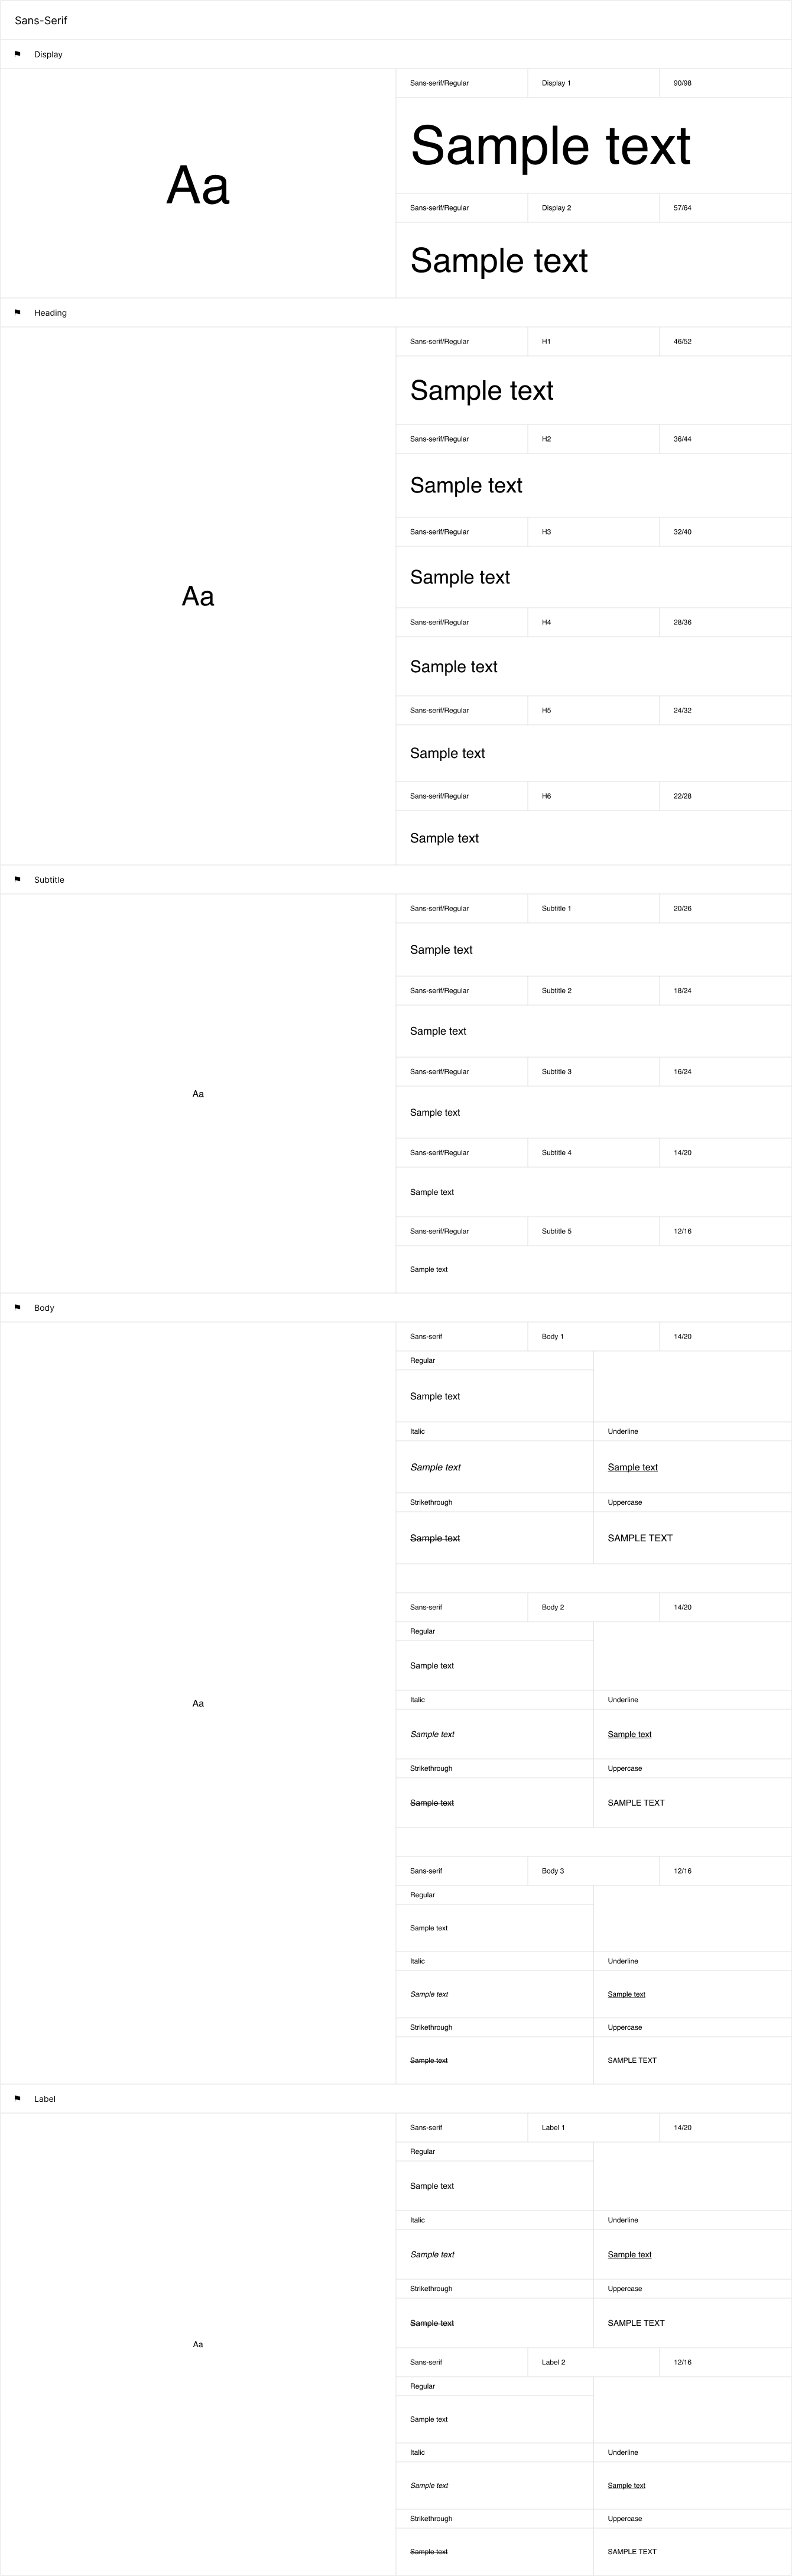 Sans-Serif
Display
Aa
Sans-serif/Regular Display 1 90/98
Sample text
Sans-serif/Regular Display 2 57/64
Sample text
Heading
Aa
Sans-serif/Regular H1 46/52
Sample text
Sans-serif/Regular H2 36/44
Sample text
Sans-serif/Regular H3 32/40
Sample text
Sans-serif/Regular H4 28/36
Sample text
Sans-serif/Regular H5 24/32
Sample text
Sans-serif/Regular H6 22/28
Sample text
Subtitle
Aa
Sans-serif/Regular Subtitle 1 20/26
Sample text
Sans-serif/Regular Subtitle 2 18/24
Sample text
Sans-serif/Regular Subtitle 3 16/24
Sample text
Sans-serif/Regular Subtitle 4 14/20
Sample text
Sans-serif/Regular Subtitle 5 12/16
Sample text
Body
Aa
Sans-serif Body 1 14/20
Regular
Sample text
Italic Underline
Sample text Sample text
Strikethrough Uppercase
Sample text SAMPLE TEXT
Sans-serif Body 2 14/20
Regular
Sample text
Italic Underline
Sample text Sample text
Strikethrough Uppercase
Sample text SAMPLE TEXT
Sans-serif Body 3 12/16
Regular
Sample text
Italic Underline
Sample text Sample text
Strikethrough Uppercase
Sample text SAMPLE TEXT
Label
Aa
Sans-serif Label 1 14/20
Regular
Sample text
Italic Underline
Sample text Sample text
Strikethrough Uppercase
Sample text SAMPLE TEXT
Sans-serif Label 2 12/16
Regular
Sample text
Italic Underline
Sample text Sample text
Strikethrough Uppercase
Sample text SAMPLE TEXT